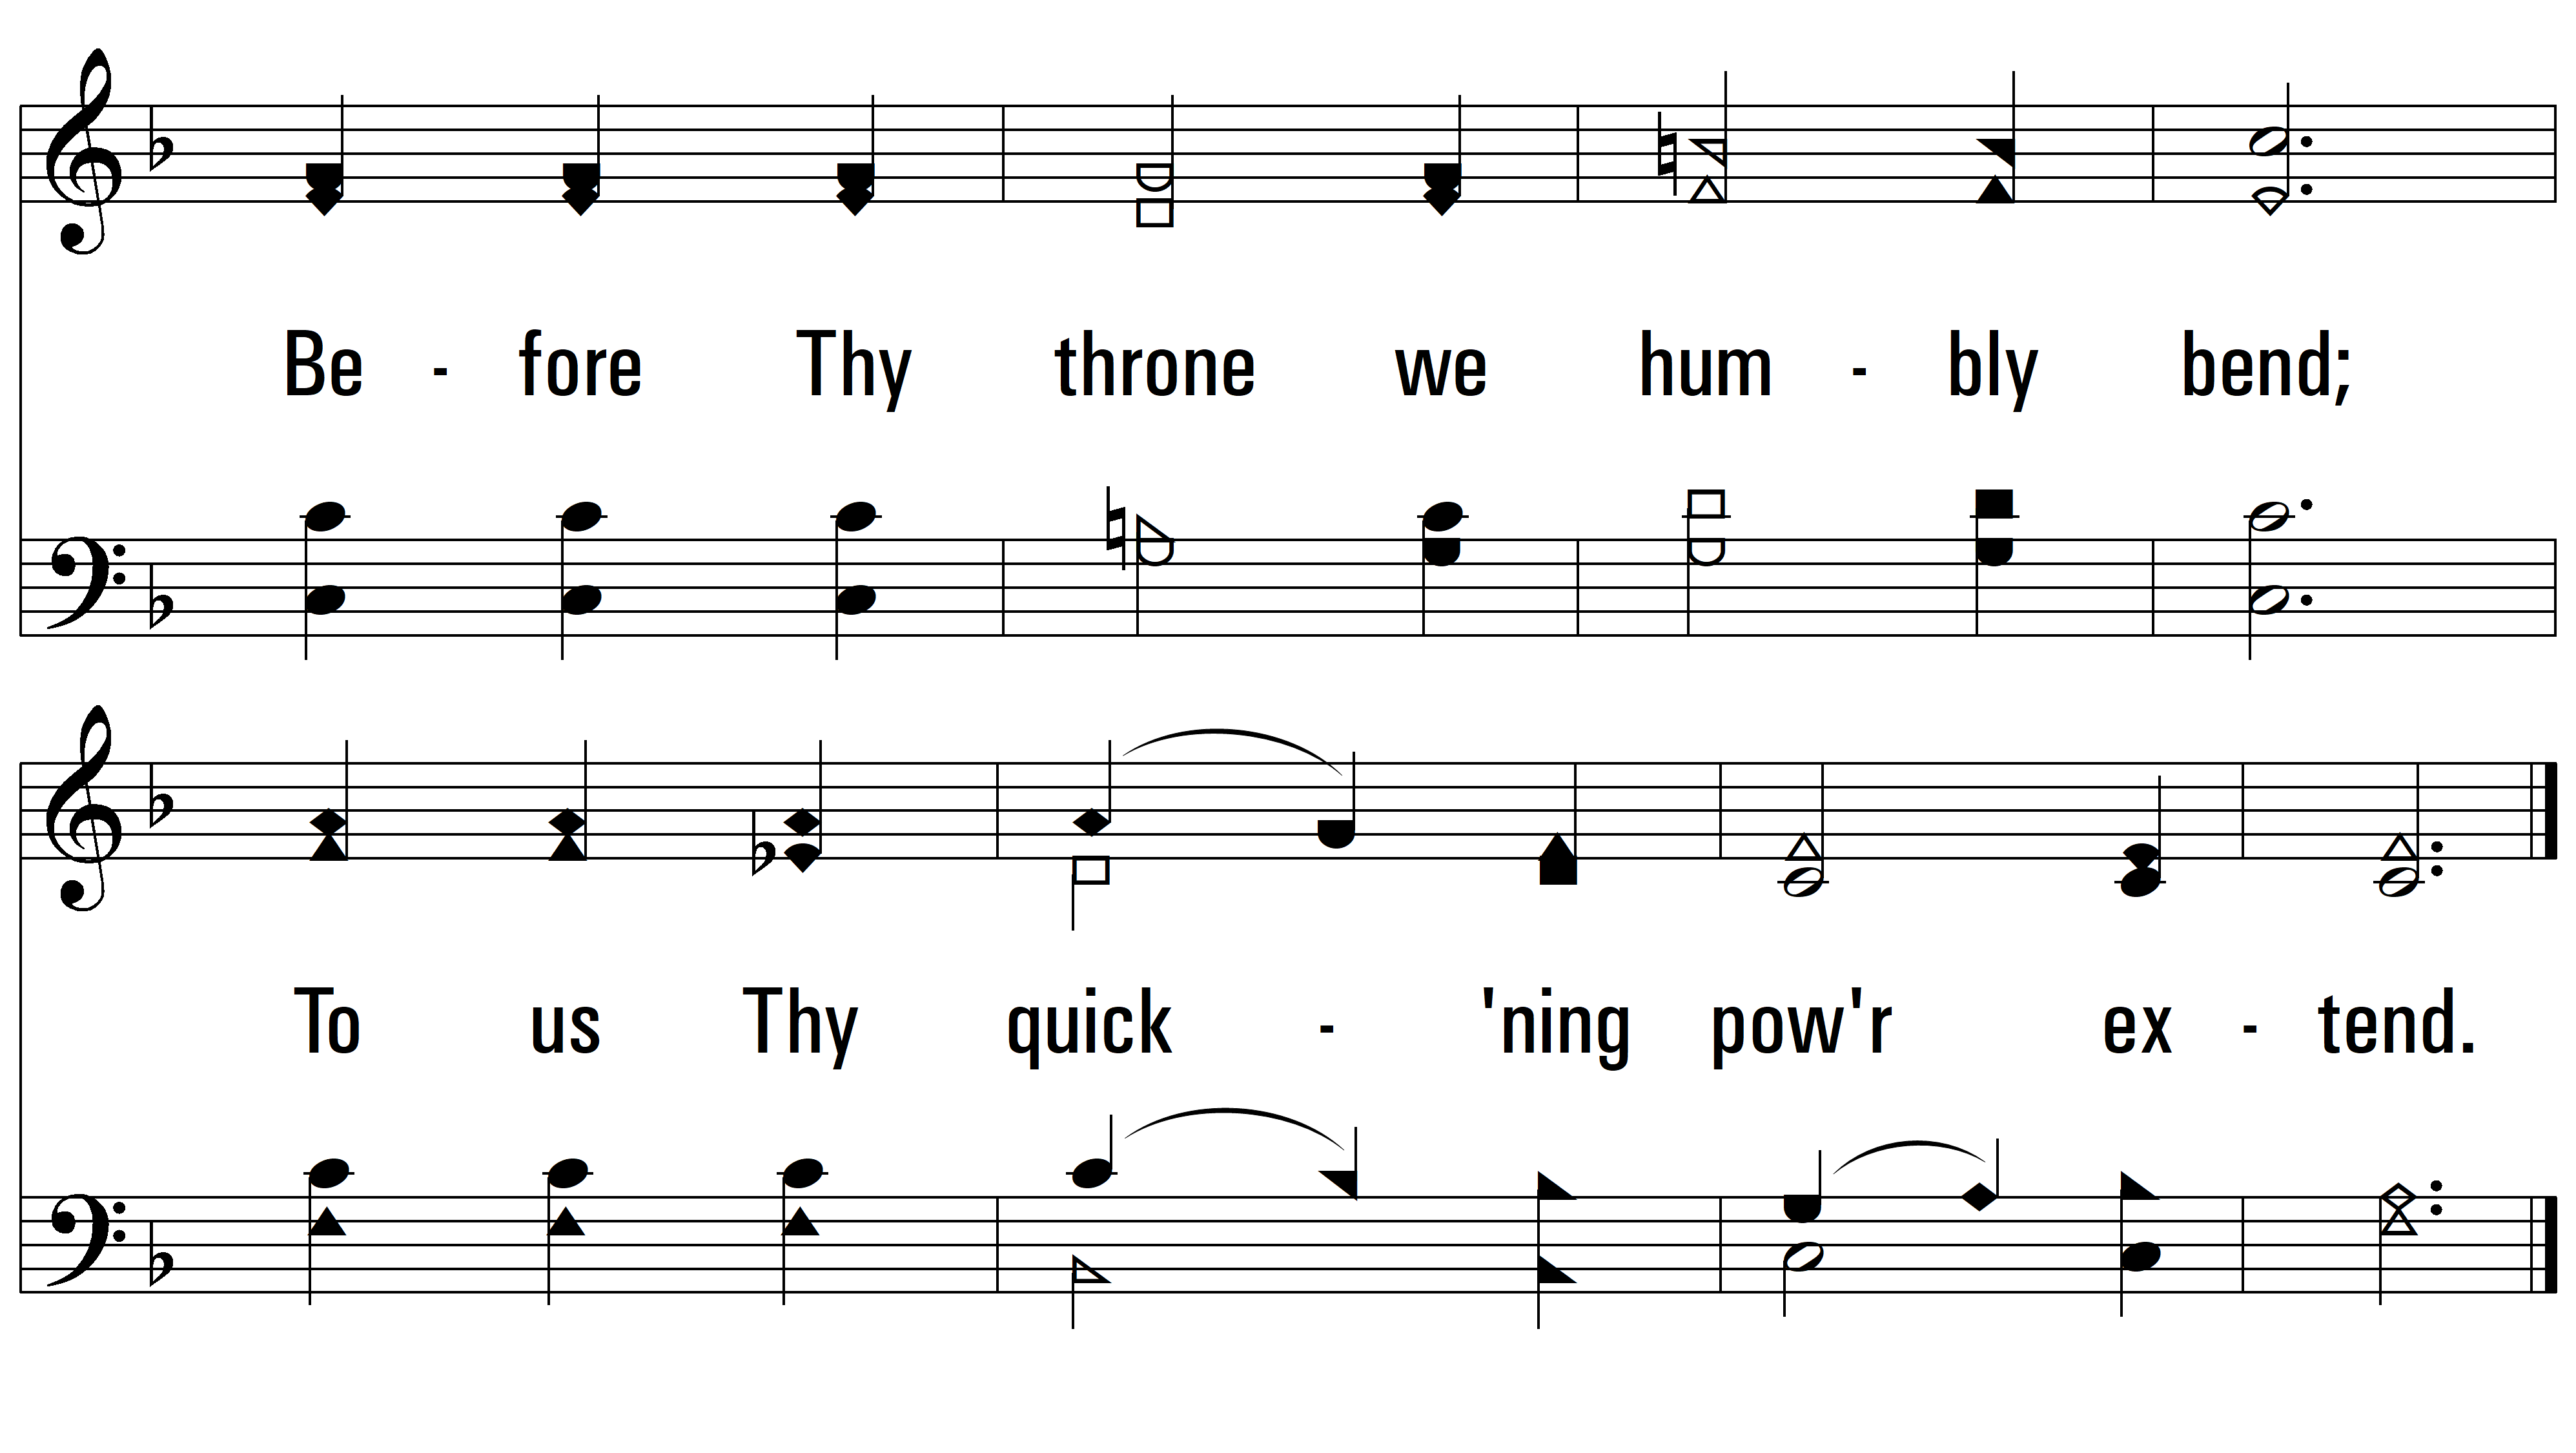 Be - fore Thy throne we hum - bly bend;
To us Thy quick - 'ning pow'r ex - tend.